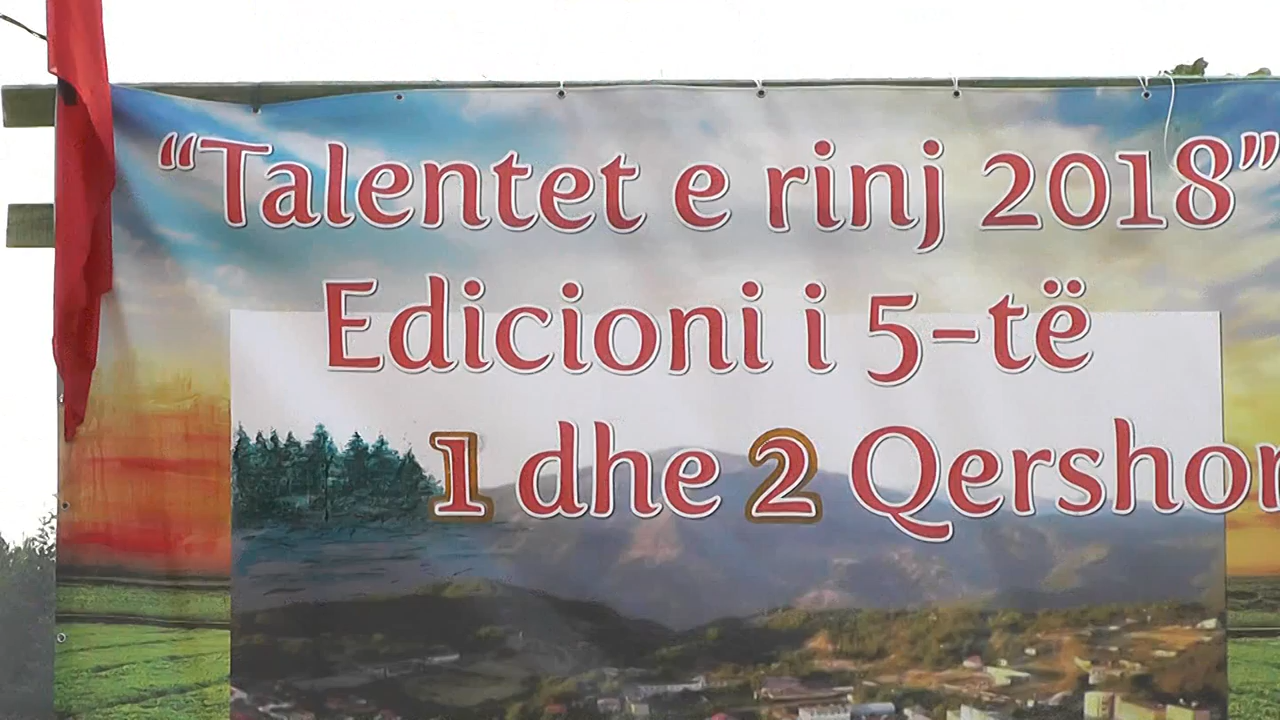 “Talentet e rinj 2018”
Edicioni i 5-të
1 dhe 2 Qershor